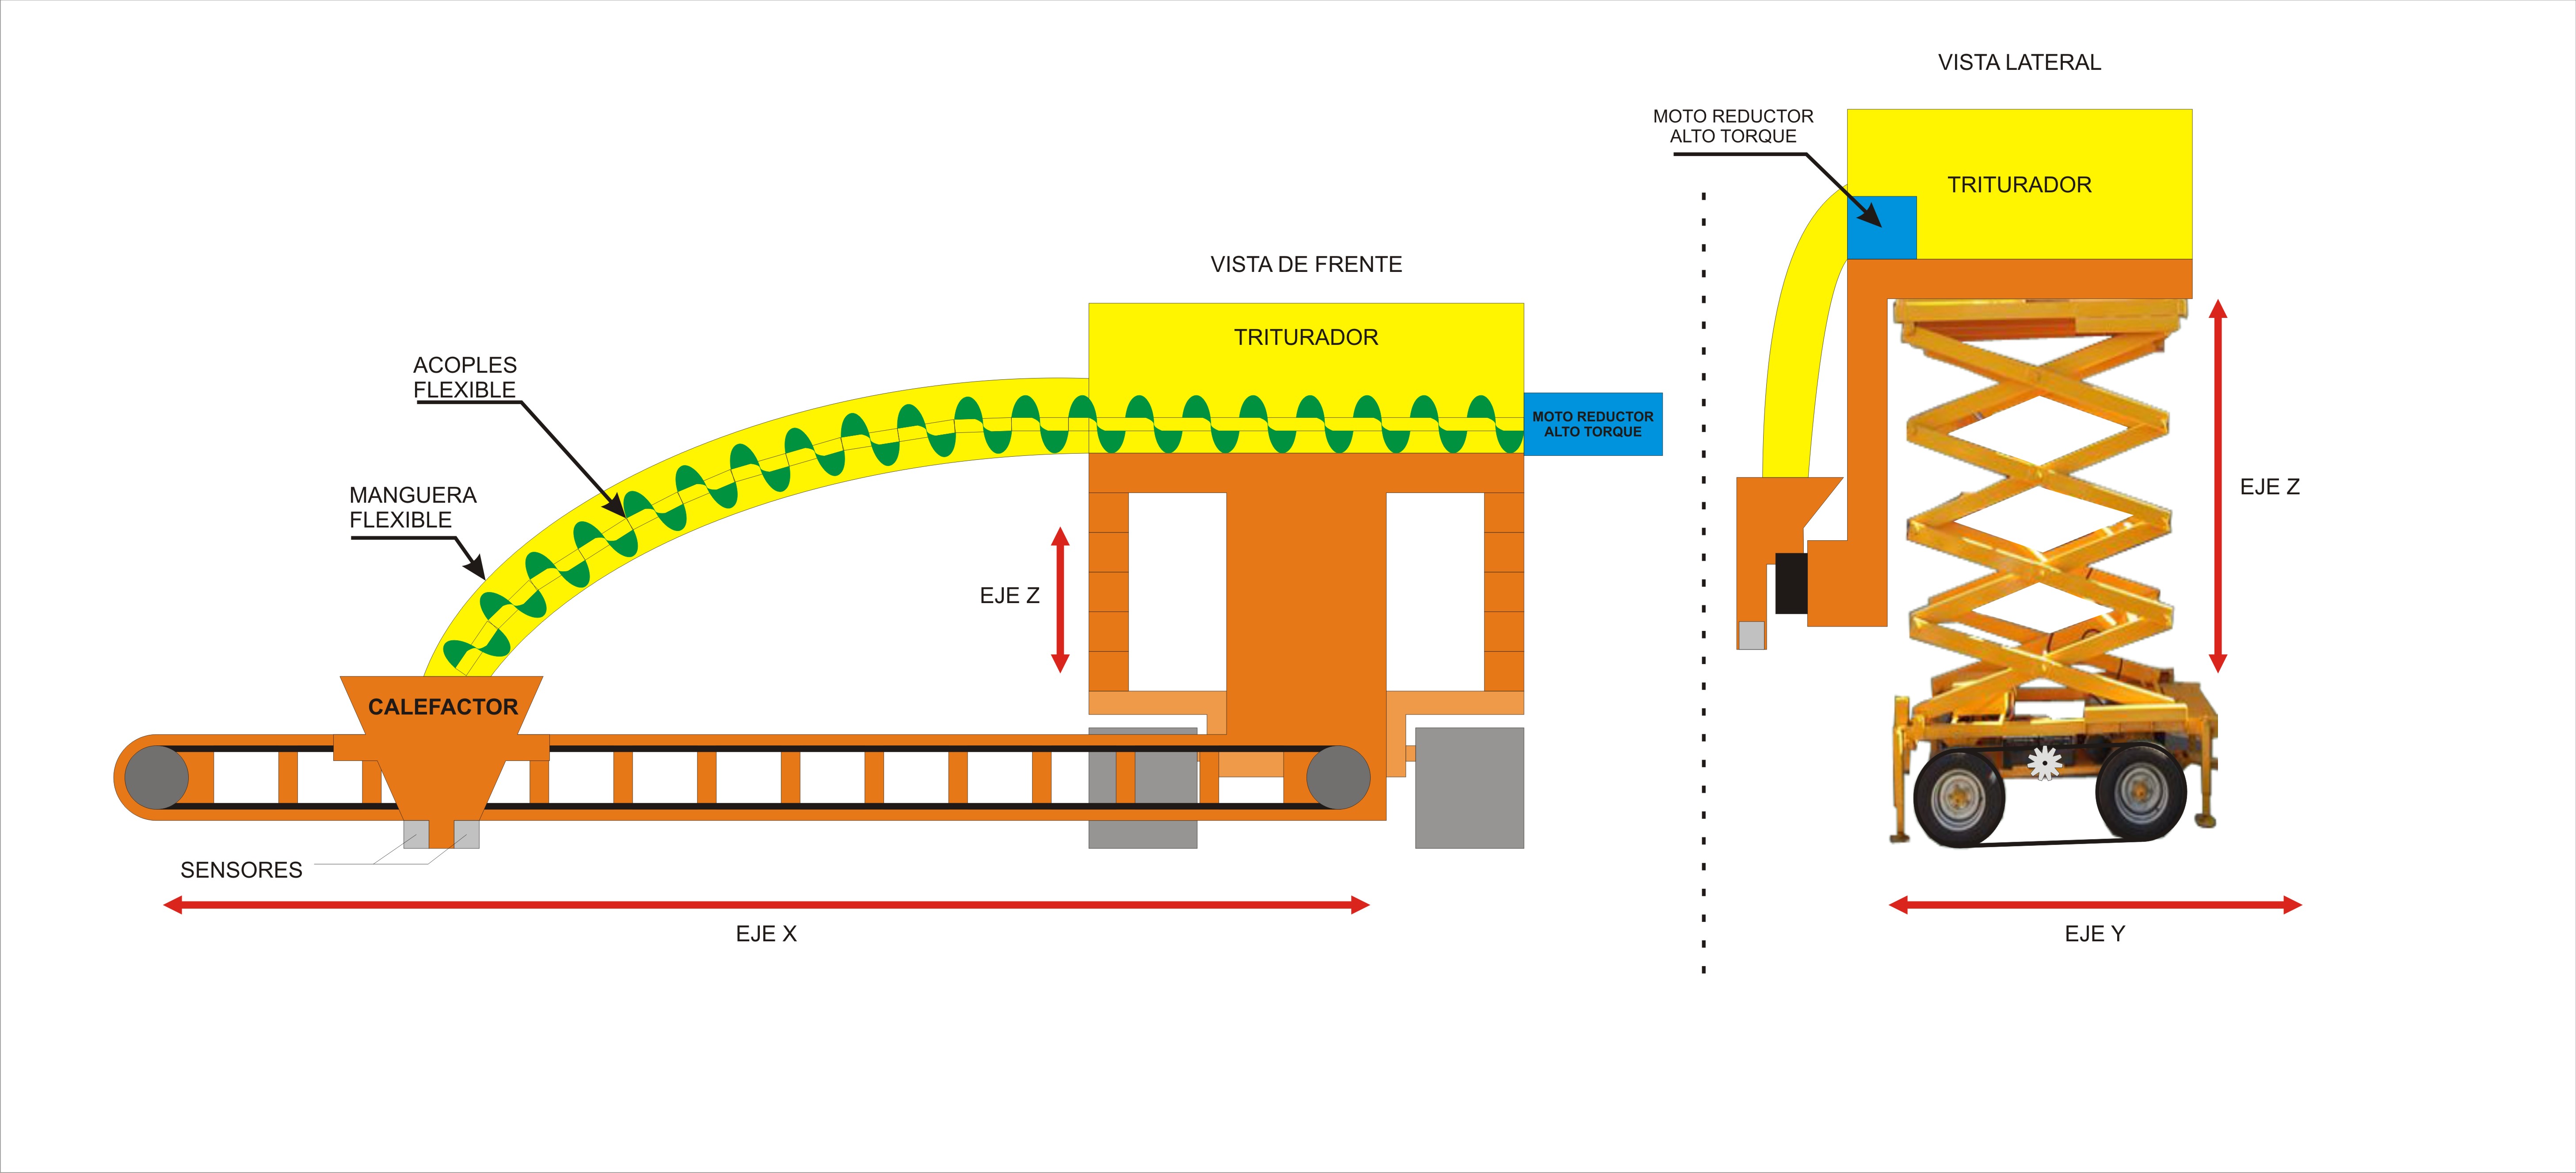 VISTA DE FRENTE
TRITURADOR
ACOPLES
FLEXIBLE
MOTO REDUCTOR
ALTO TORQUE
MANGUERA
FLEXIBLE
EJE Z
CALEFACTOR
SENSORES
EJE X
VISTA LATERAL
MOTO REDUCTOR
ALTO TORQUE
TRITURADOR
EJE Z
EJE Y